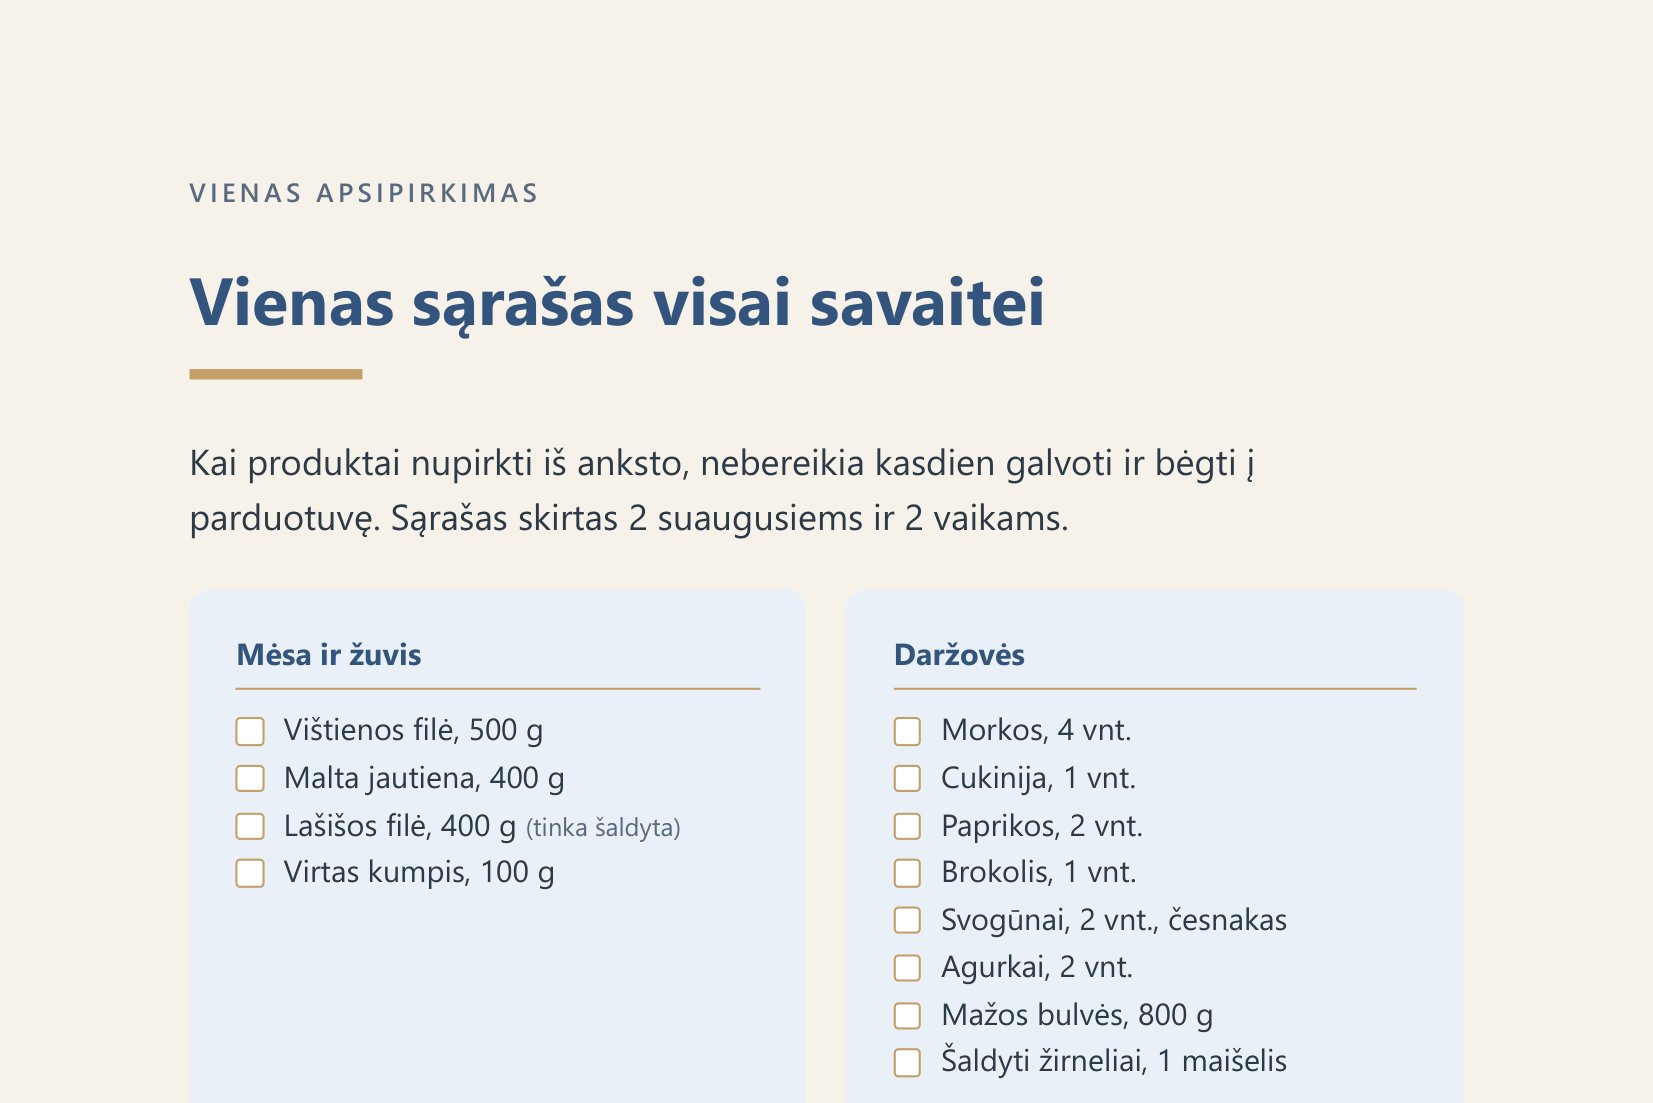 VIENAS APSIPIRKIMAS
Vienas sąrašas visai savaitei
Kai produktai nupirkti iš anksto, nebereikia kasdien galvoti ir bėgti į
parduotuvę. Sąrašas skirtas 2 suaugusiems ir 2 vaikams.
Mėsa ir žuvis
Vištienos filė, 500 g
Malta jautiena, 400 g
Lašišos filė, 400 g (tinka šaldyta)
Virtas kumpis, 100 g
Daržovės
Morkos, 4 vnt.
Cukinija, 1 vnt.
Paprikos, 2 vnt.
Brokolis, 1 vnt.
Svogūnai, 2 vnt., česnakas
Agurkai, 2 vnt.
Mažos bulvės, 800 g
Šaldyti žirneliai, 1 maišelis